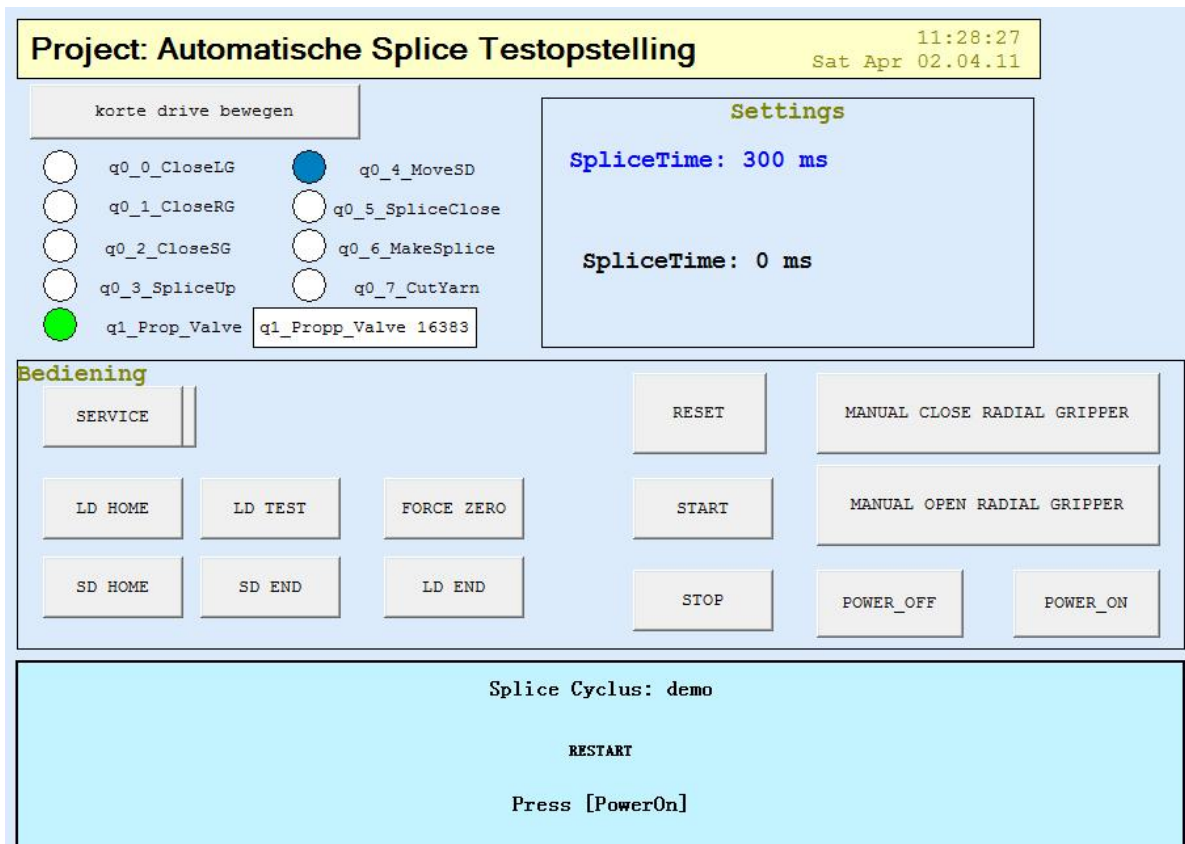 Project: Automatische Splice Testopstelling
11:28:27
Sat Apr 02.04.11
korte drive bewegen
q0_0_CloseLG
q0_4_MoveSD
q0_1_CloseRG
q0_5_SpliceClose
q0_2_CloseSG
q0_6_MakeSplice
q0_3_SpliceUp
q0_7_CutYarn
q1_Prop_Valve
q1_Propp_Valve 16383
Settings
SpliceTime: 300 ms
SpliceTime: 0 ms
Bediening
SERVICE
RESET
MANUAL CLOSE RADIAL GRIPPER
LD HOME
LD TEST
FORCE ZERO
START
MANUAL OPEN RADIAL GRIPPER
SD HOME
SD END
LD END
STOP
POWER_OFF
POWER_ON
Splice Cyclus: demo
RESTART
Press [PowerOn]